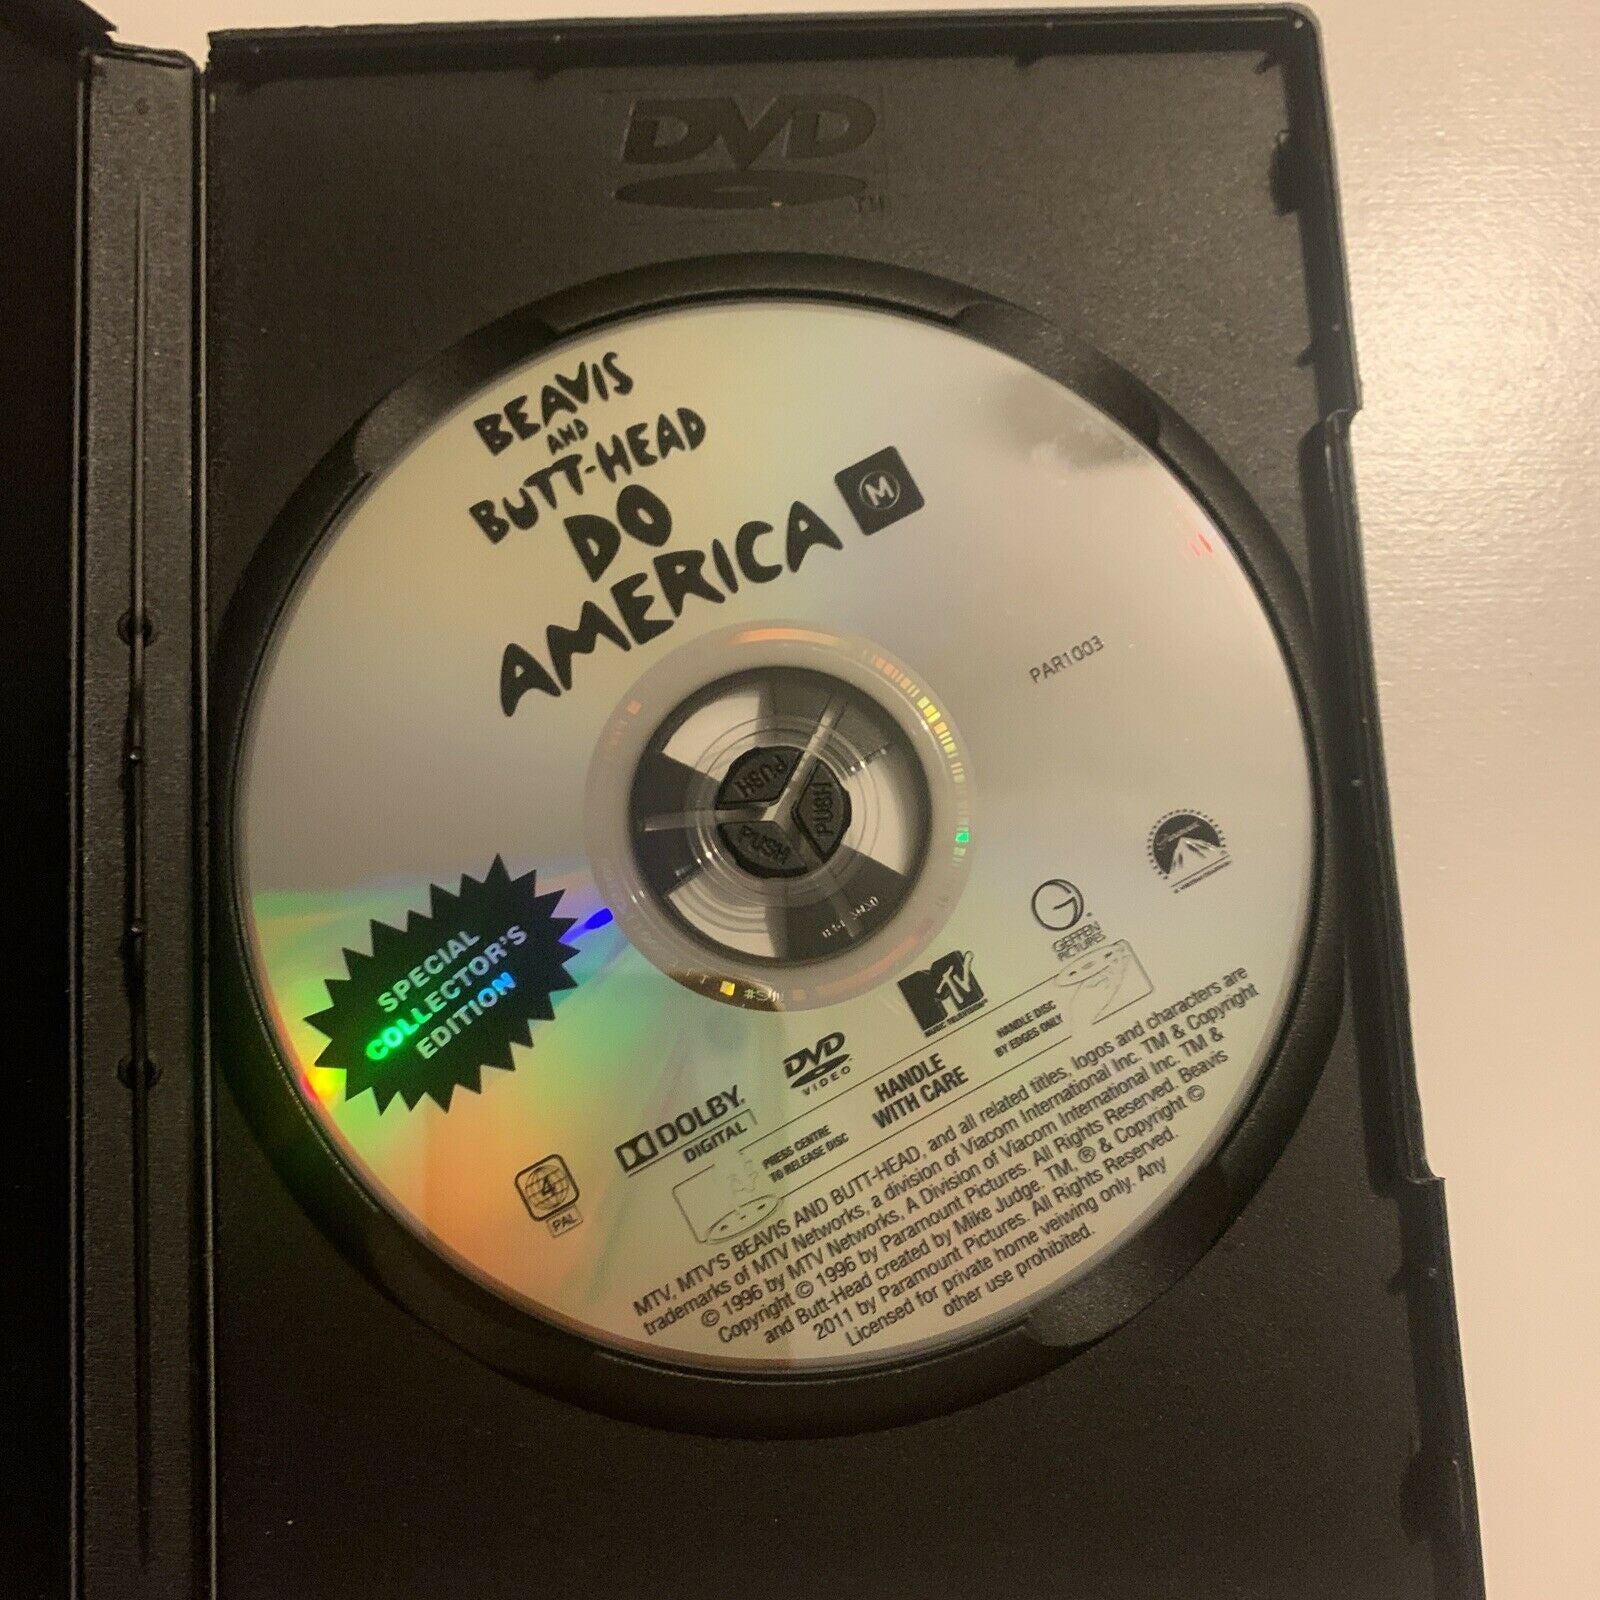 DVD
TM
BEAVIS
AND
BUTT-HEAD
DO
AMERICA
M
PAR1003
PUSH
PUSH
PUSH
SPECIAL
COLLECTOR'S
EDITION
Paramount
G
GEFFEN
PICTURES
MTV
MUSIC TELEVISION
DVD
VIDEO
HANDLE
WITH CARE
HANDLE DISC
BY EDGES ONLY
DOLBY
DIGITAL
PRESS CENTRE
TO RELEASE DISC
4
PAL
MTV, MTV'S BEAVIS AND BUTT-HEAD, and all related titles, logos and characters are
trademarks of MTV Networks, a division of Viacom International Inc. TM & Copyright
© 1996 by MTV Networks, A Division of Viacom International Inc. TM &
Copyright © 1996 by Paramount Pictures. All Rights Reserved. Beavis
and Butt-Head created by Mike Judge. TM, ® & Copyright ©
2011 by Paramount Pictures. All Rights Reserved.
Licensed for private home veiwing only. Any
other use prohibited.